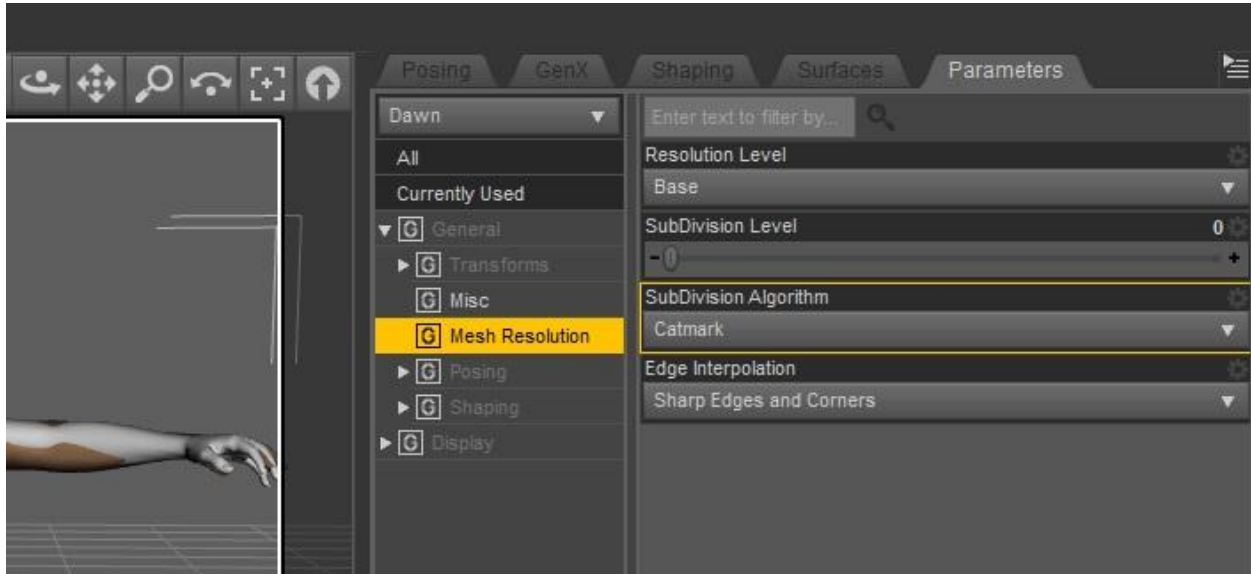 Posing
GenX
Shaping
Surfaces
Parameters
Dawn
All
Currently Used
G General
G Transforms
G Misc
G Mesh Resolution
G Posing
G Shaping
G Display
Enter text to filter by...
Resolution Level
Base
SubDivision Level 0
- +
SubDivision Algorithm
Catmark
Edge Interpolation
Sharp Edges and Corners